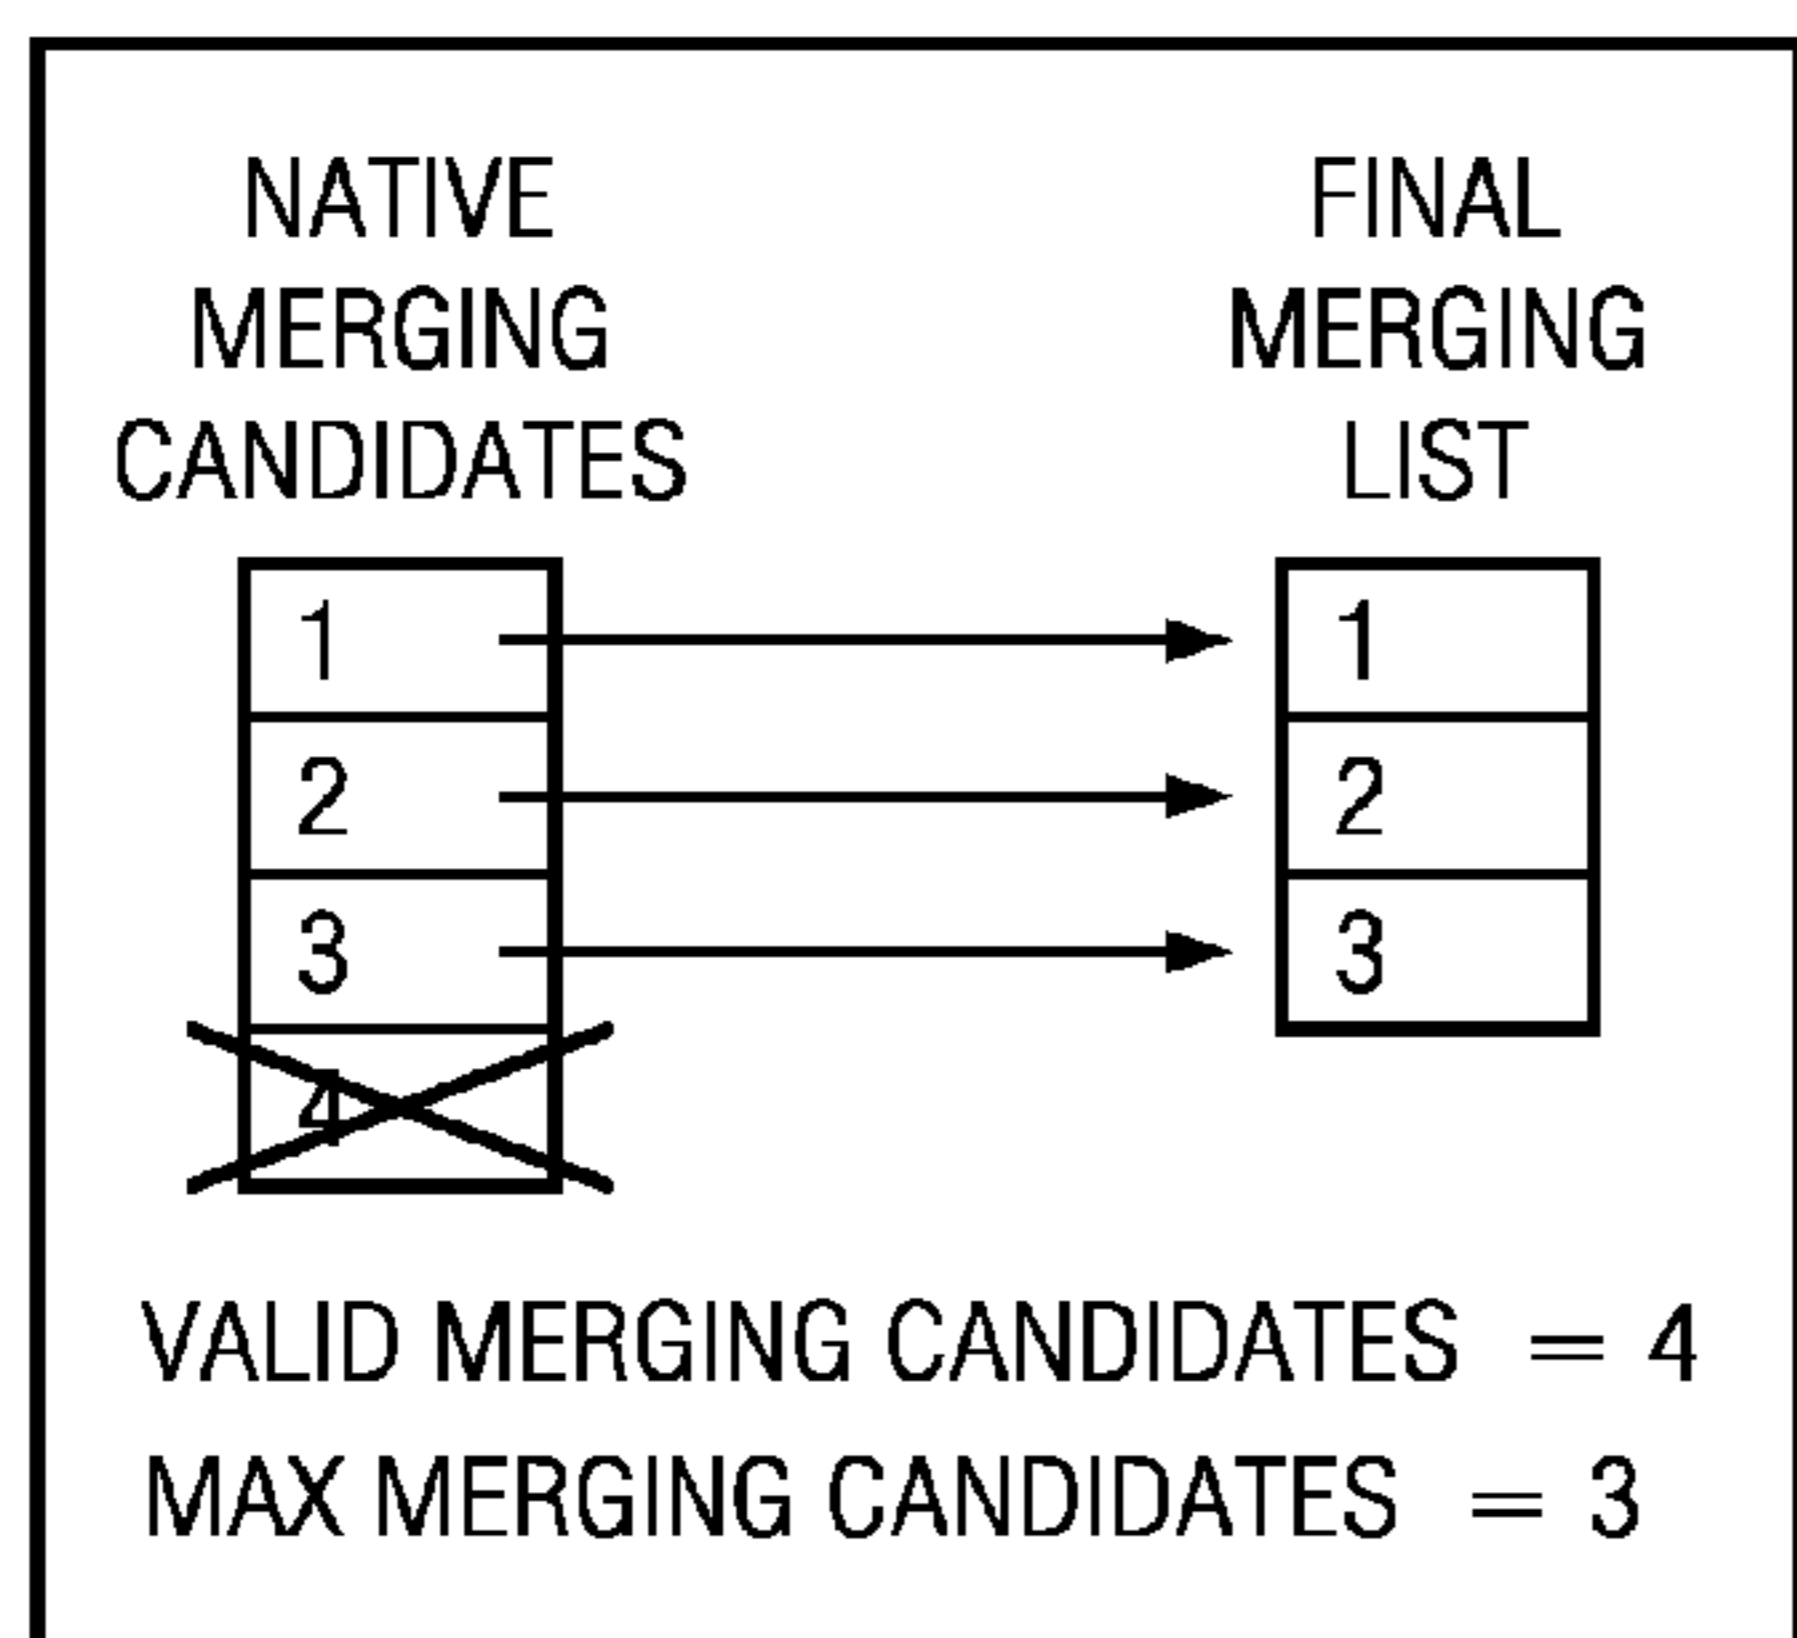 NATIVE
MERGING
CANDIDATES
FINAL
MERGING
LIST
1
2
3
4
1
2
3
VALID MERGING CANDIDATES = 4
MAX MERGING CANDIDATES = 3